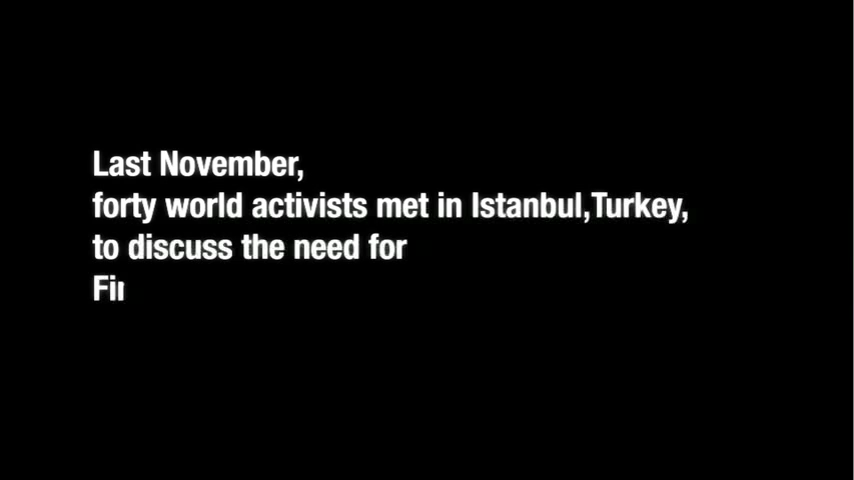 Last November,
forty world activists met in Istanbul,Turkey,
to discuss the need for